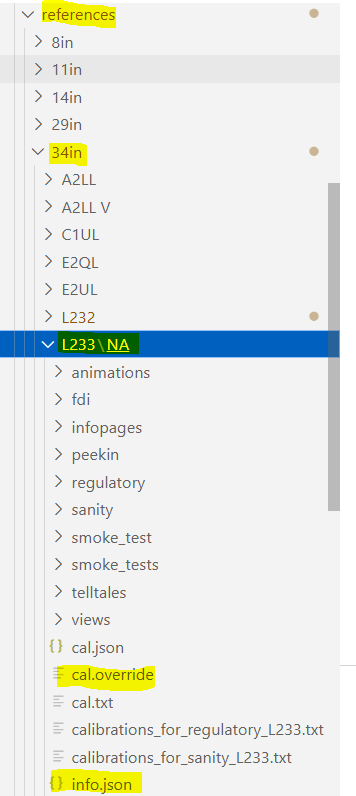 references
8in
11in
14in
29in
34in
A2LL
A2LL V
C1UL
E2QL
E2UL
L232
L233\NA
animations
fdi
infopages
peekin
regulatory
sanity
smoke_test
smoke_tests
telltales
views
{} cal.json
cal.override
cal.txt
calibrations_for_regulatory_L233.txt
calibrations_for_sanity_L233.txt
{} info.json